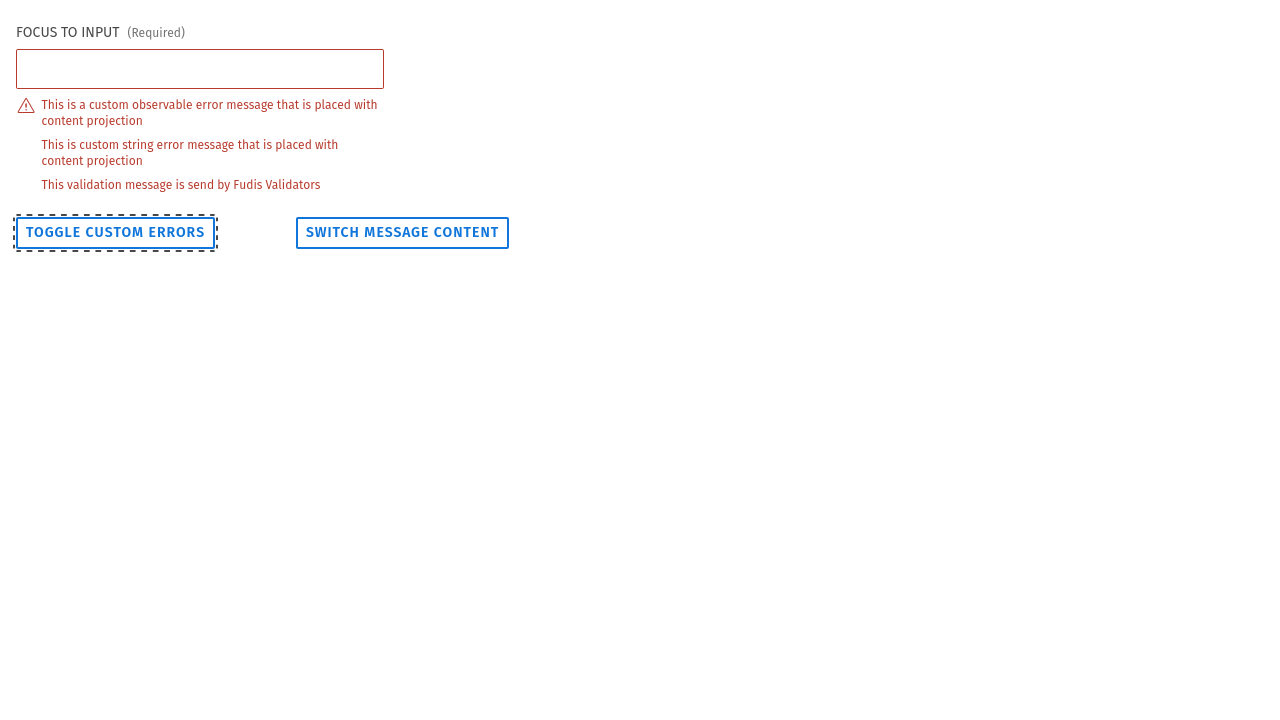 FOCUS TO INPUT (Required)
This is a custom observable error message that is placed with
content projection
This is custom string error message that is placed with
content projection
This validation message is send by Fudis Validators
TOGGLE CUSTOM ERRORS SWITCH MESSAGE CONTENT